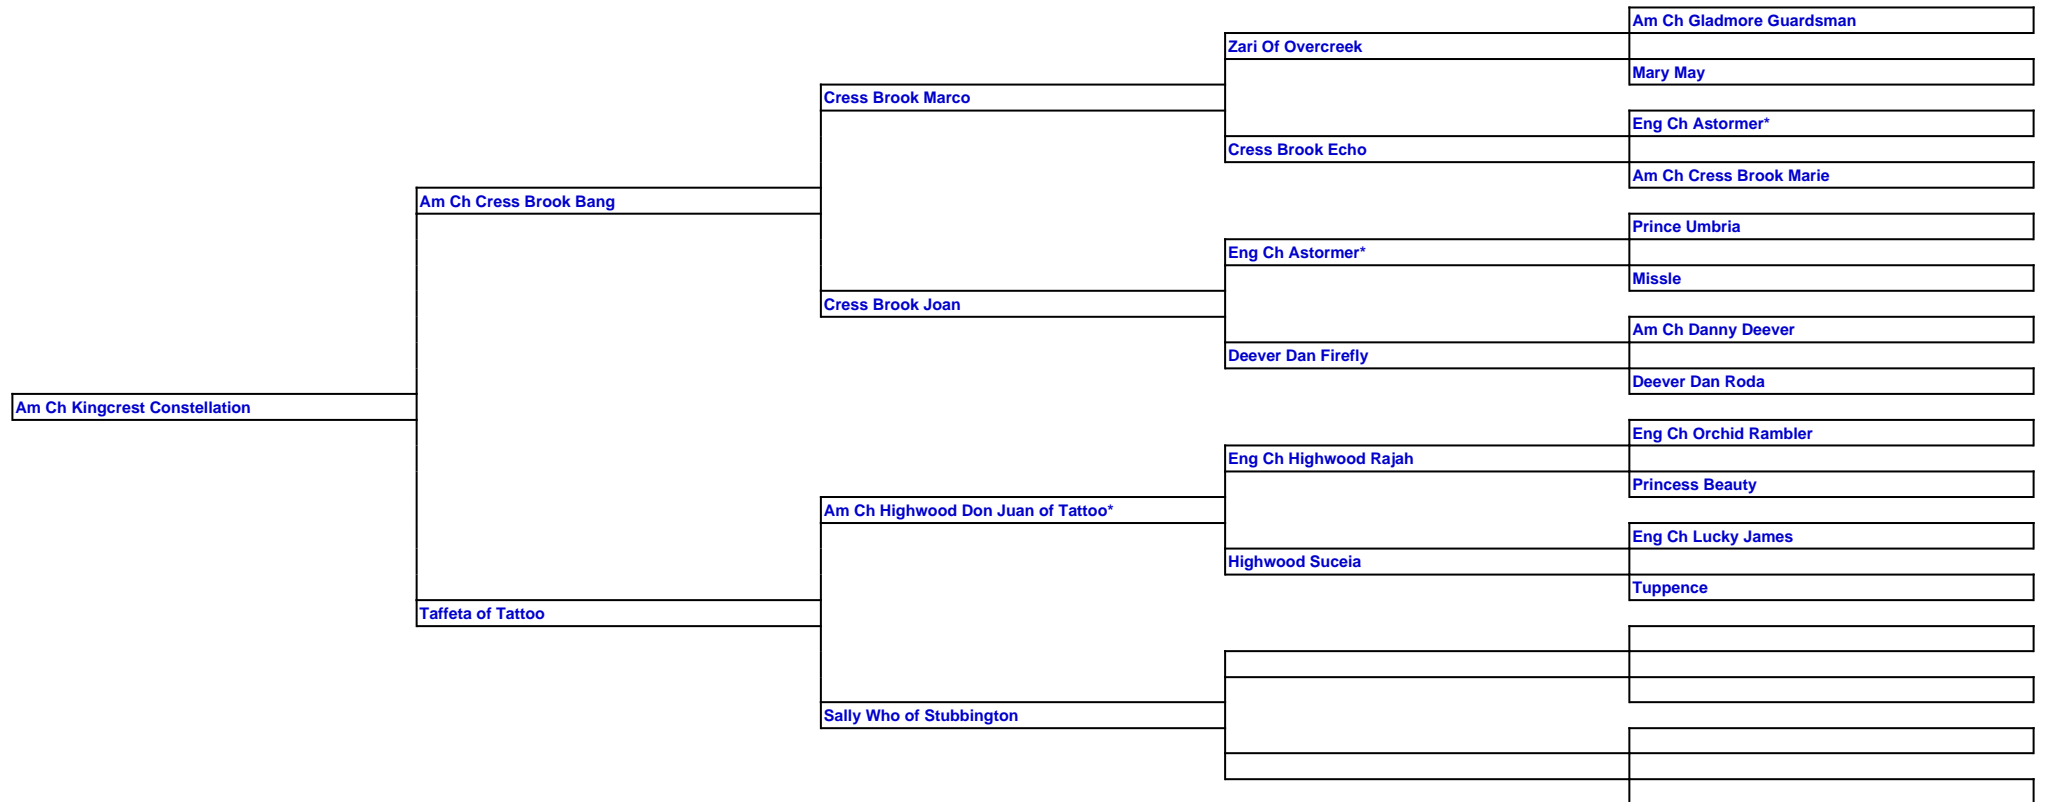 Am Ch Gladmore Guardsman
Zari Of Overcreek
Mary May
Cress Brook Marco
Eng Ch Astormer*
Cress Brook Echo
Am Ch Cress Brook Marie
Am Ch Cress Brook Bang
Prince Umbria
Eng Ch Astormer*
Missle
Cress Brook Joan
Am Ch Danny Deever
Deever Dan Firefly
Deever Dan Roda
Am Ch Kingcrest Constellation
Eng Ch Orchid Rambler
Eng Ch Highwood Rajah
Princess Beauty
Am Ch Highwood Don Juan of Tattoo*
Eng Ch Lucky James
Highwood Suceia
Tuppence
Taffeta of Tattoo
Sally Who of Stubbington